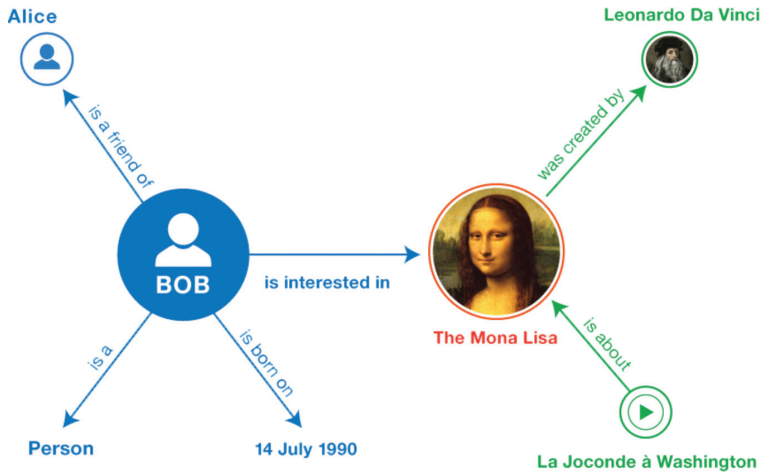 Alice
Leonardo Da Vinci
is a friend of
was created by
BOB
is interested in
The Mona Lisa
is a
is born on
is about
Person
14 July 1990
La Joconde à Washington